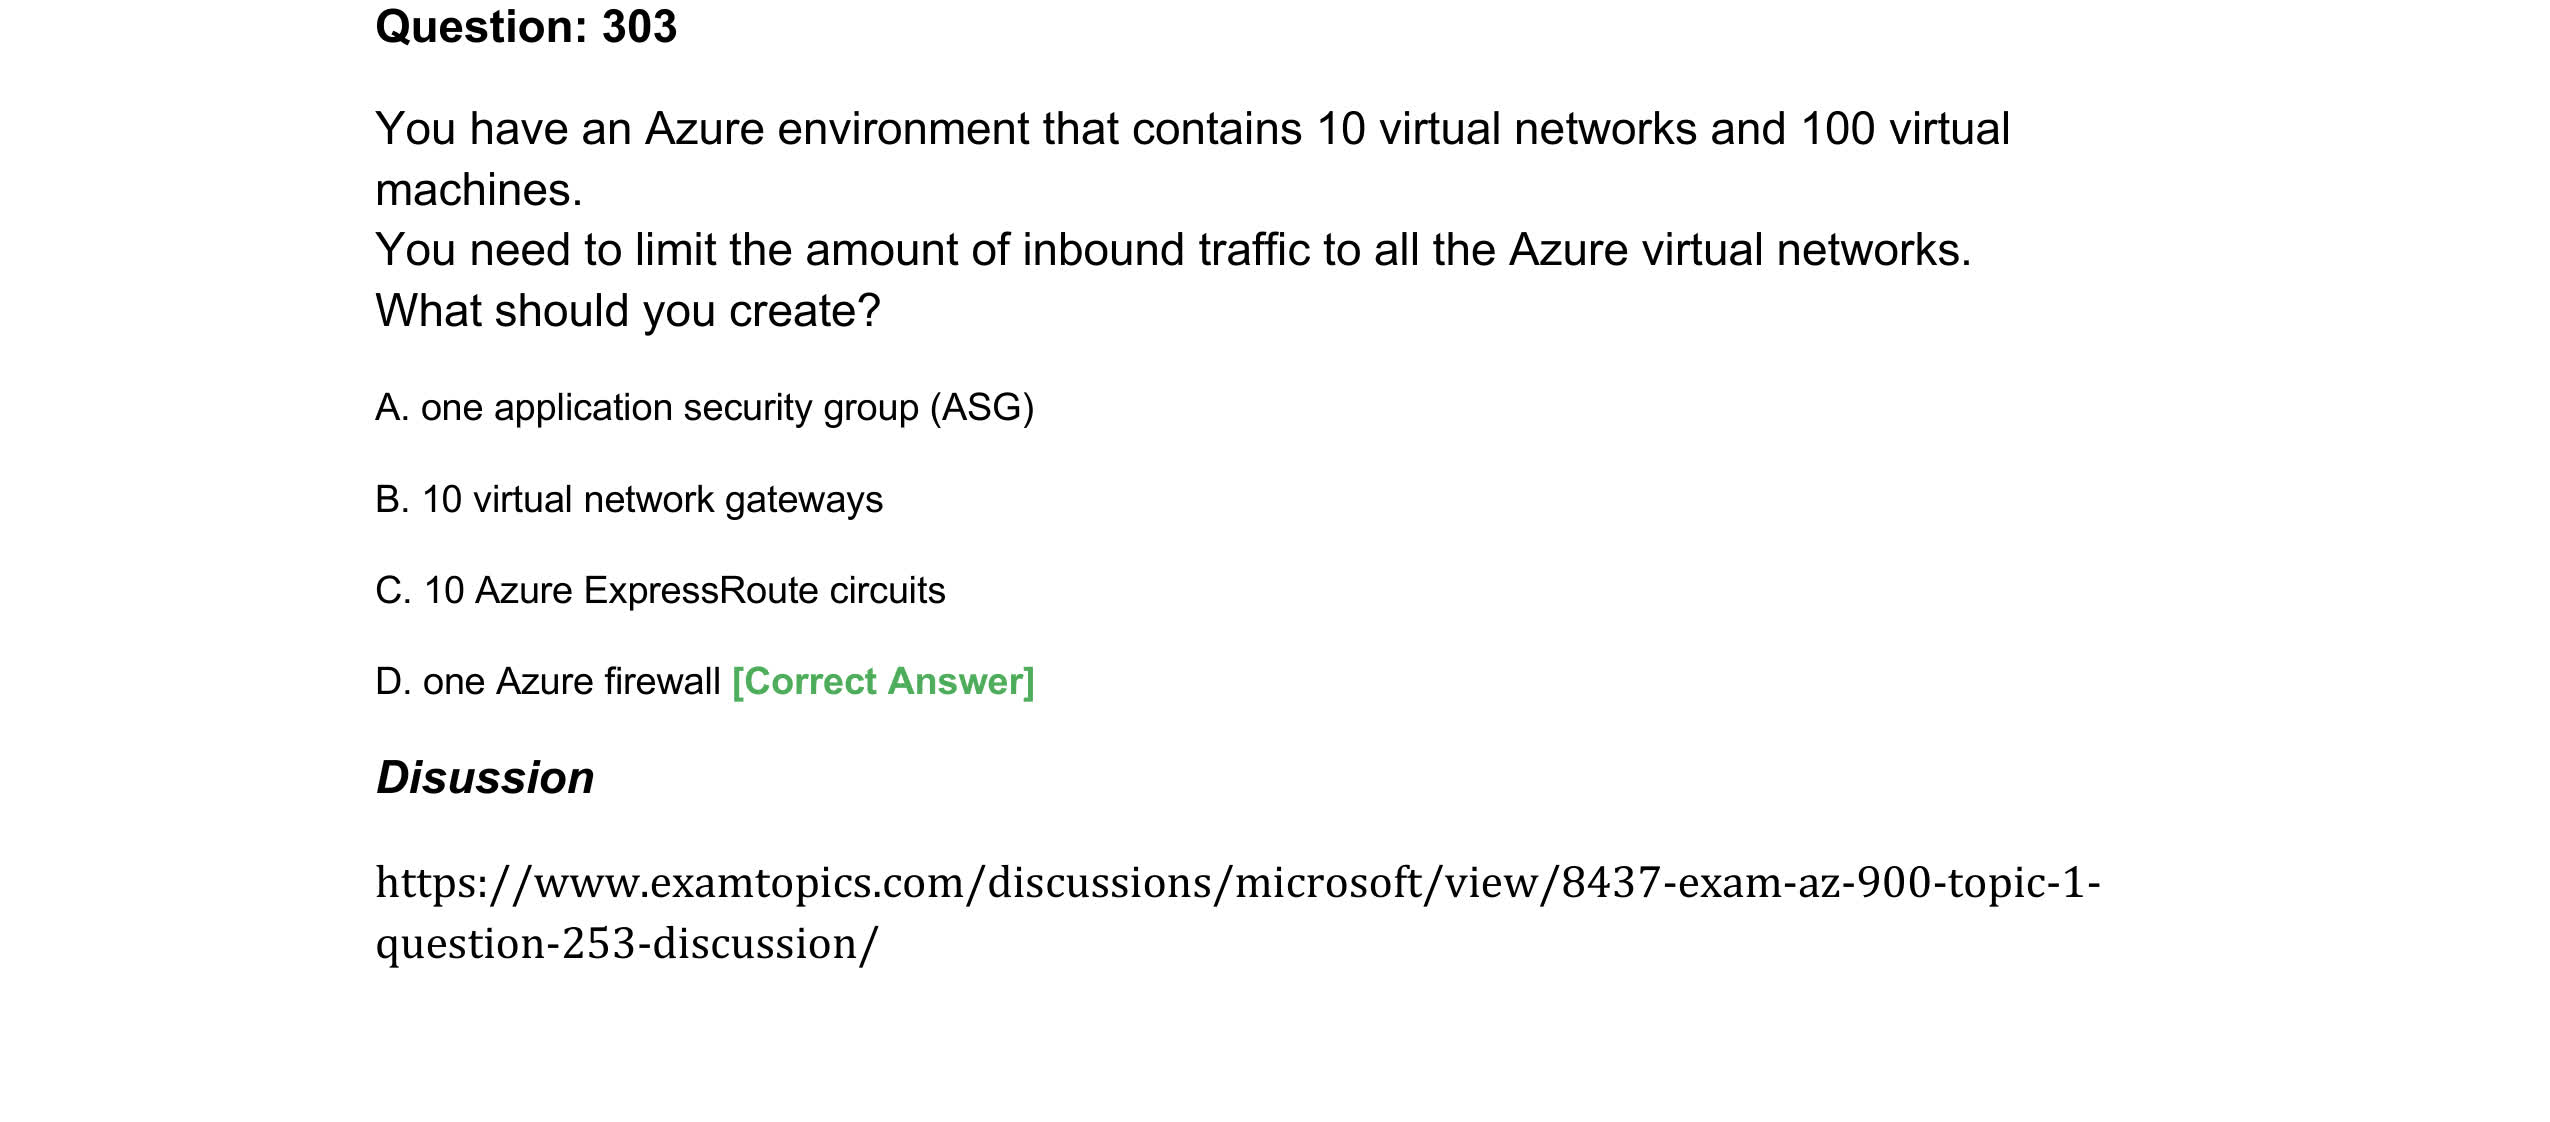 Question: 303
You have an Azure environment that contains 10 virtual networks and 100 virtual
machines.
You need to limit the amount of inbound traffic to all the Azure virtual networks.
What should you create?
A. one application security group (ASG)
B. 10 virtual network gateways
C. 10 Azure ExpressRoute circuits
D. one Azure firewall [Correct Answer]
Disussion
https://www.examtopics.com/discussions/microsoft/view/8437-exam-az-900-topic-1-
question-253-discussion/